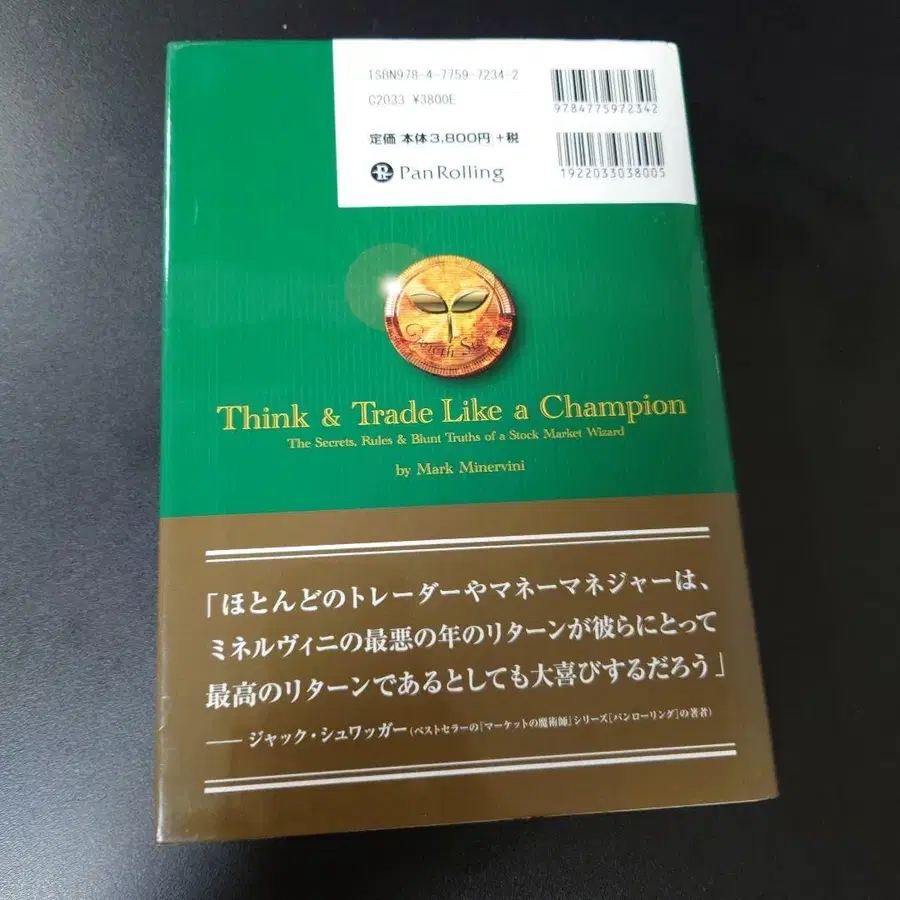 ISBN978-4-7759-7234-2
C2033 ¥3800E
定価 本体3,800円+税
PanRolling
9784775972342
1922033038005
Growth St
Think & Trade Like a Champion
The Secrets, Rules & Blunt Truths of a Stock Market Wizard
by Mark Minervini
「ほとんどのトレーダーやマネーマネジャーは、
ミネルヴィニの最悪の年のリターンが彼らにとって
最高のリターンであるとしても大喜びするだろう」
── ジャック・シュワッガー(ベストセラーの『マーケットの魔術師』シリーズ[パンローリング]の著者)